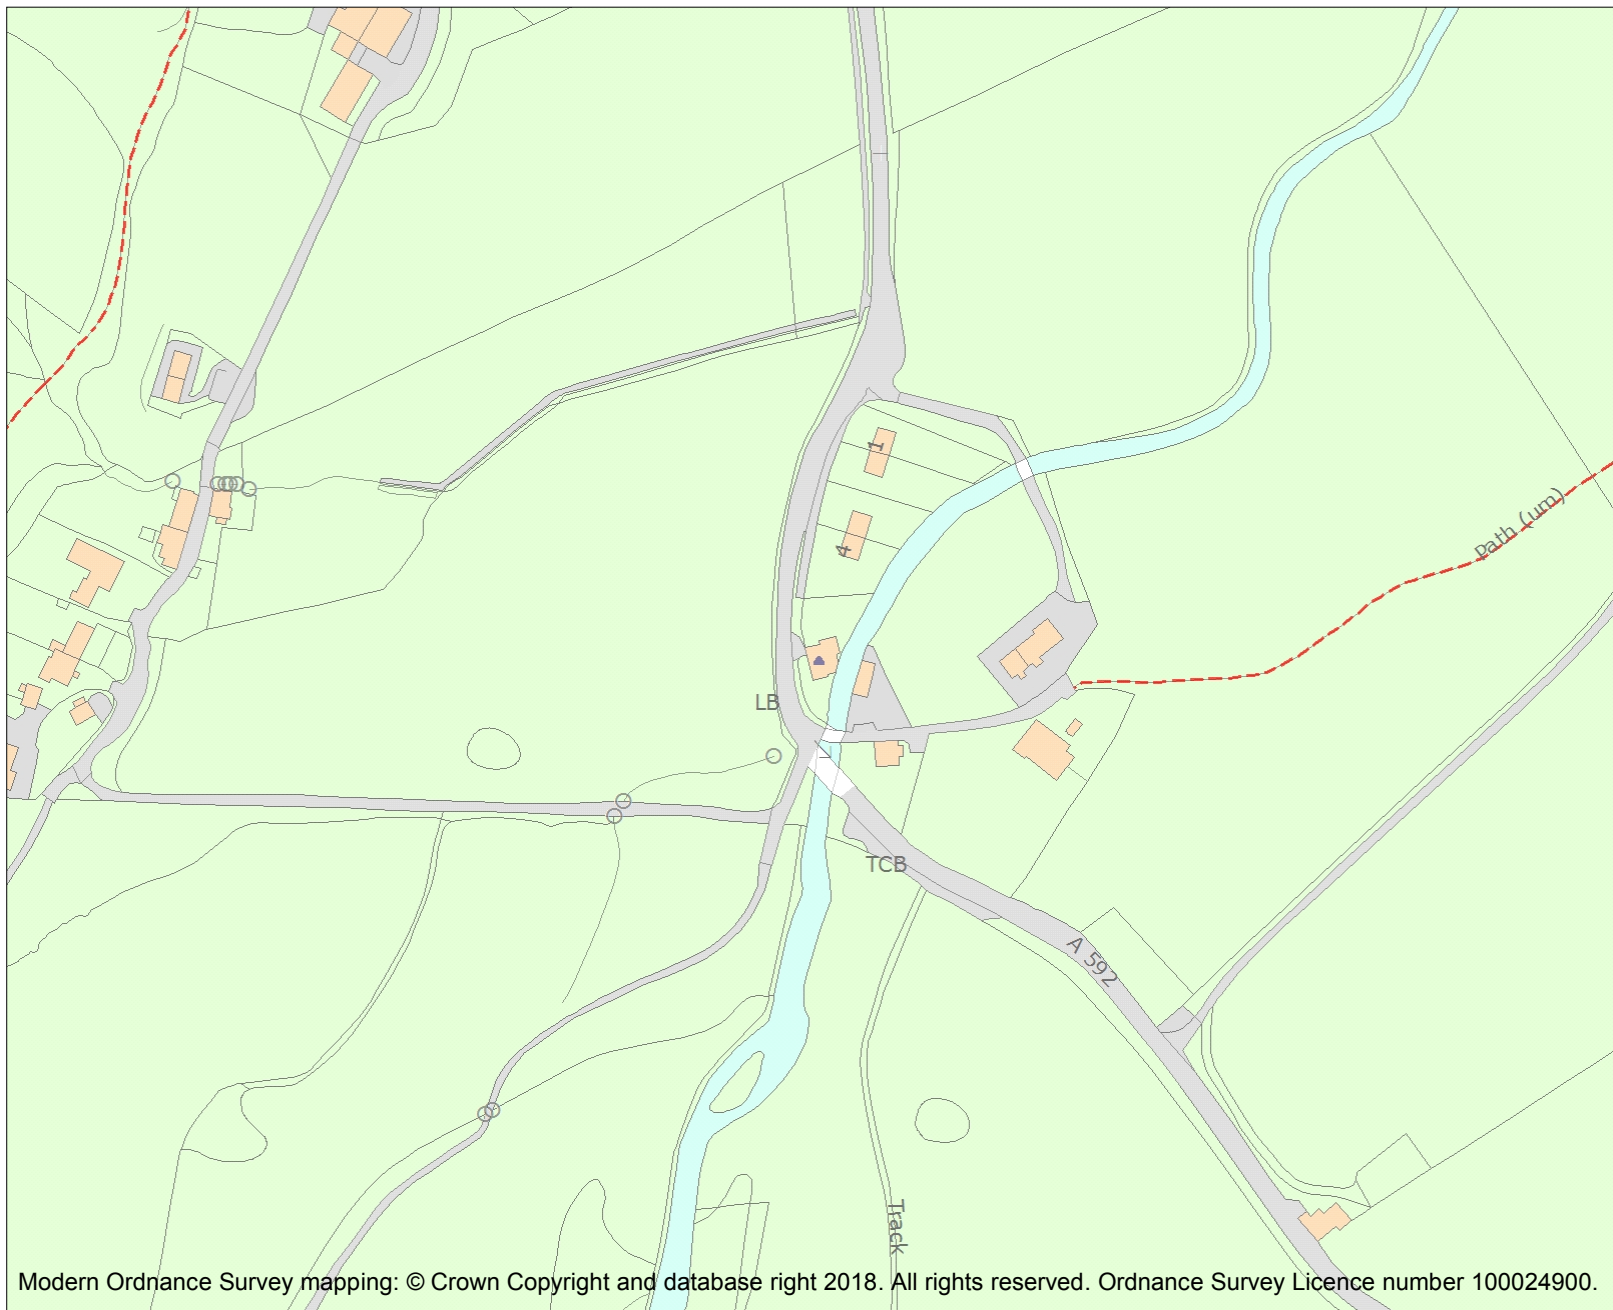 1
4
Path (um)
LB
TCB
A 592
Track
Modern Ordnance Survey mapping: © Crown Copyright and database right 2018. All rights reserved. Ordnance Survey Licence number 100024900.